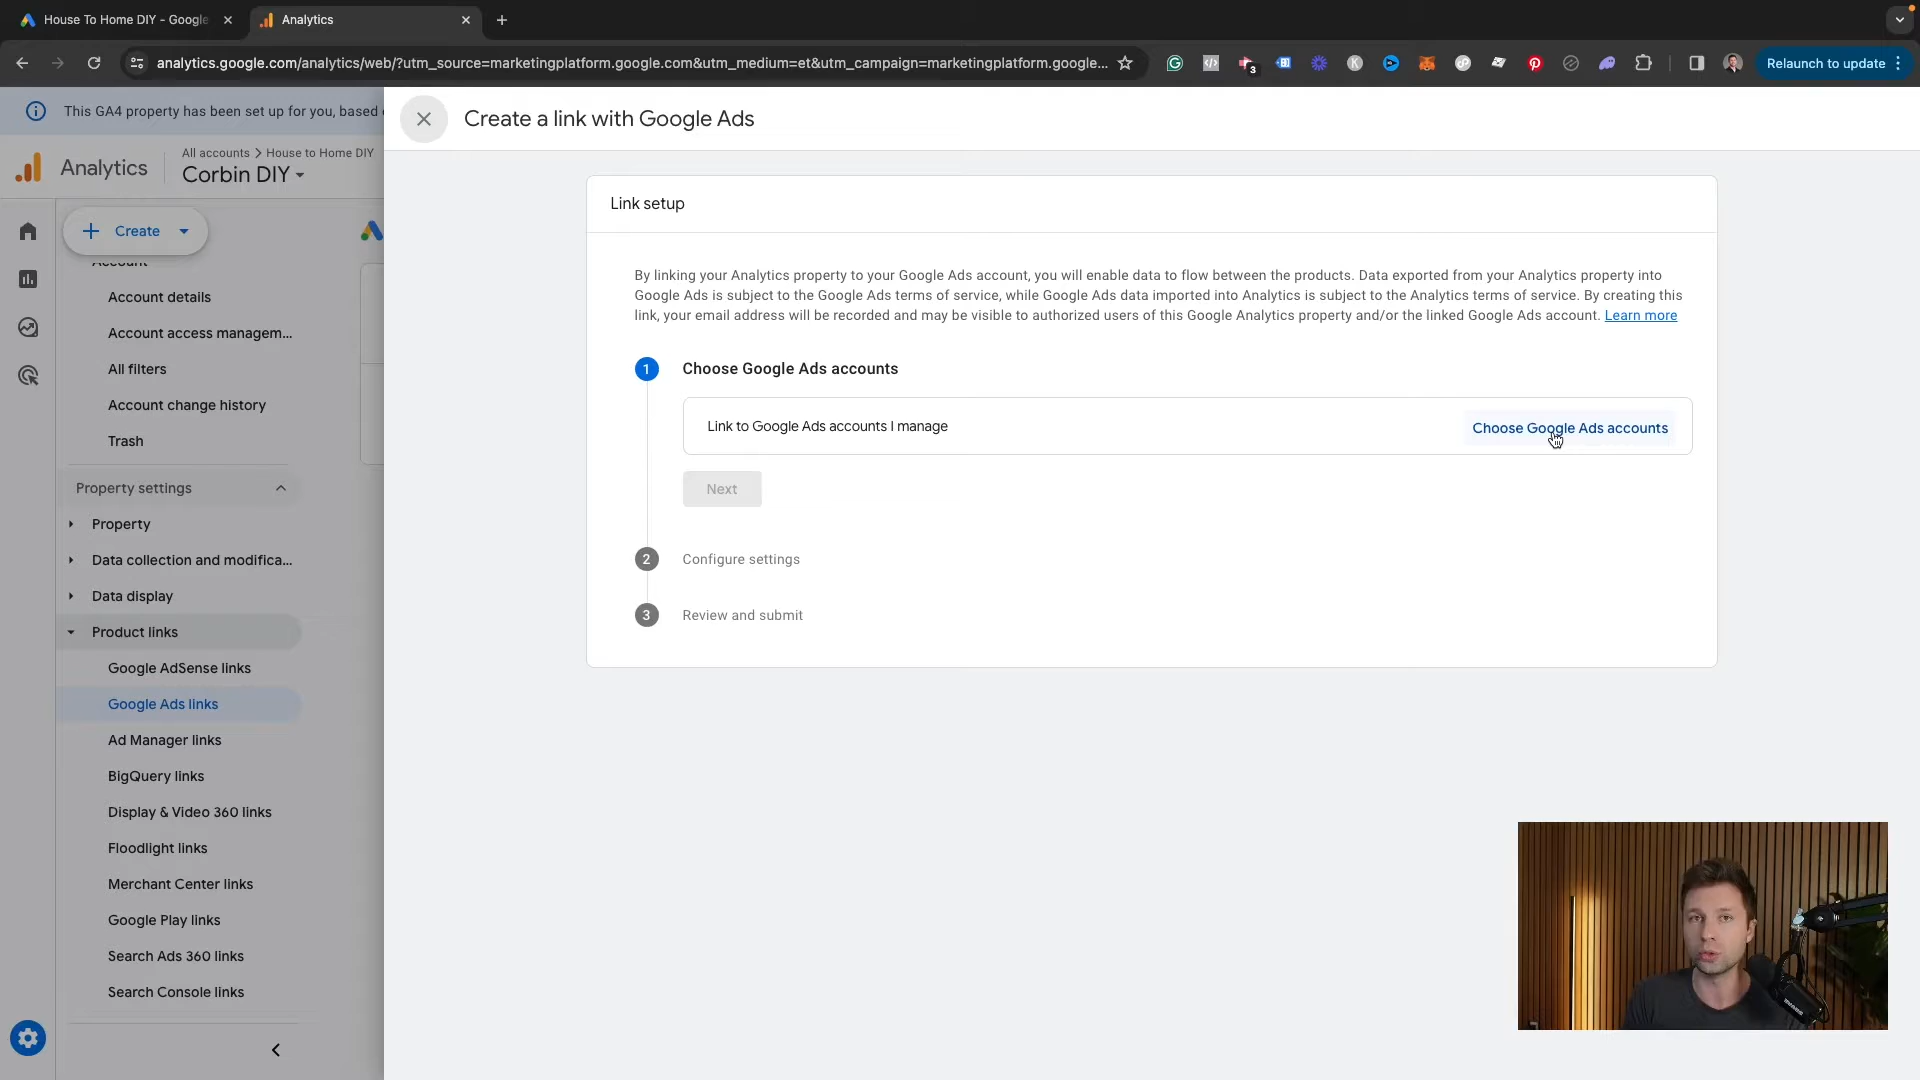 House To Home DIY - Google
Analytics
analytics.google.com/analytics/web/?utm_source=marketingplatform.google.com&utm_medium=et&utm_campaign=marketingplatform.google...
3
Relaunch to update
This GA4 property has been set up for you, based
Create a link with Google Ads
Analytics
All accounts > House to Home DIY
Corbin DIY
Create
Account
Account details
Account access managem...
All filters
Account change history
Trash
Property settings
Property
Data collection and modifica...
Data display
Product links
Google AdSense links
Google Ads links
Ad Manager links
BigQuery links
Display & Video 360 links
Floodlight links
Merchant Center links
Google Play links
Search Ads 360 links
Search Console links
Link setup
By linking your Analytics property to your Google Ads account, you will enable data to flow between the products. Data exported from your Analytics property into
Google Ads is subject to the Google Ads terms of service, while Google Ads data imported into Analytics is subject to the Analytics terms of service. By creating this
link, your email address will be recorded and may be visible to authorized users of this Google Analytics property and/or the linked Google Ads account. Learn more
1 Choose Google Ads accounts
Link to Google Ads accounts I manage
Choose Google Ads accounts
Next
2 Configure settings
3 Review and submit